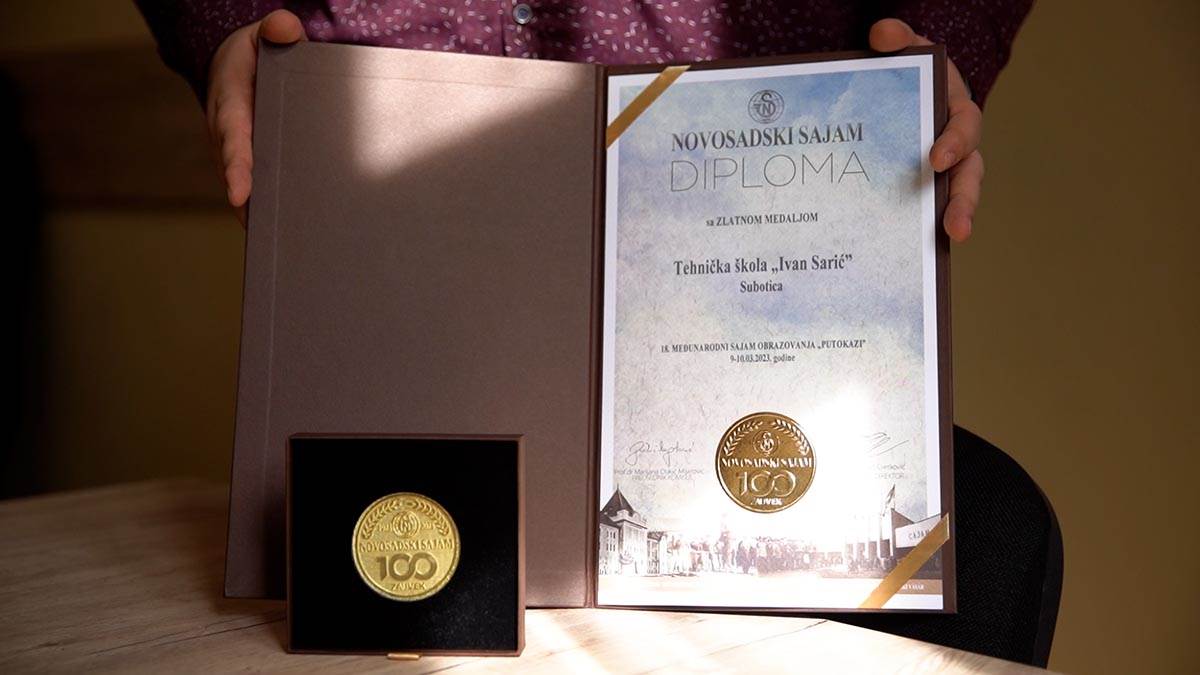 NOVOSADSKI SAJAM
DIPLOMA
sa ZLATNOM MEDALJOM
Tehnička škola „Ivan Sarić”
Subotica
18. MEĐUNARODNI SAJAM OBRAZOVANJA „PUTOKAZI”
9-10.03.2023. godine
NOVOSADSKI SAJAM
100
ZAUVEK
NOVOSADSKI SAJAM
100
ZAUVEK